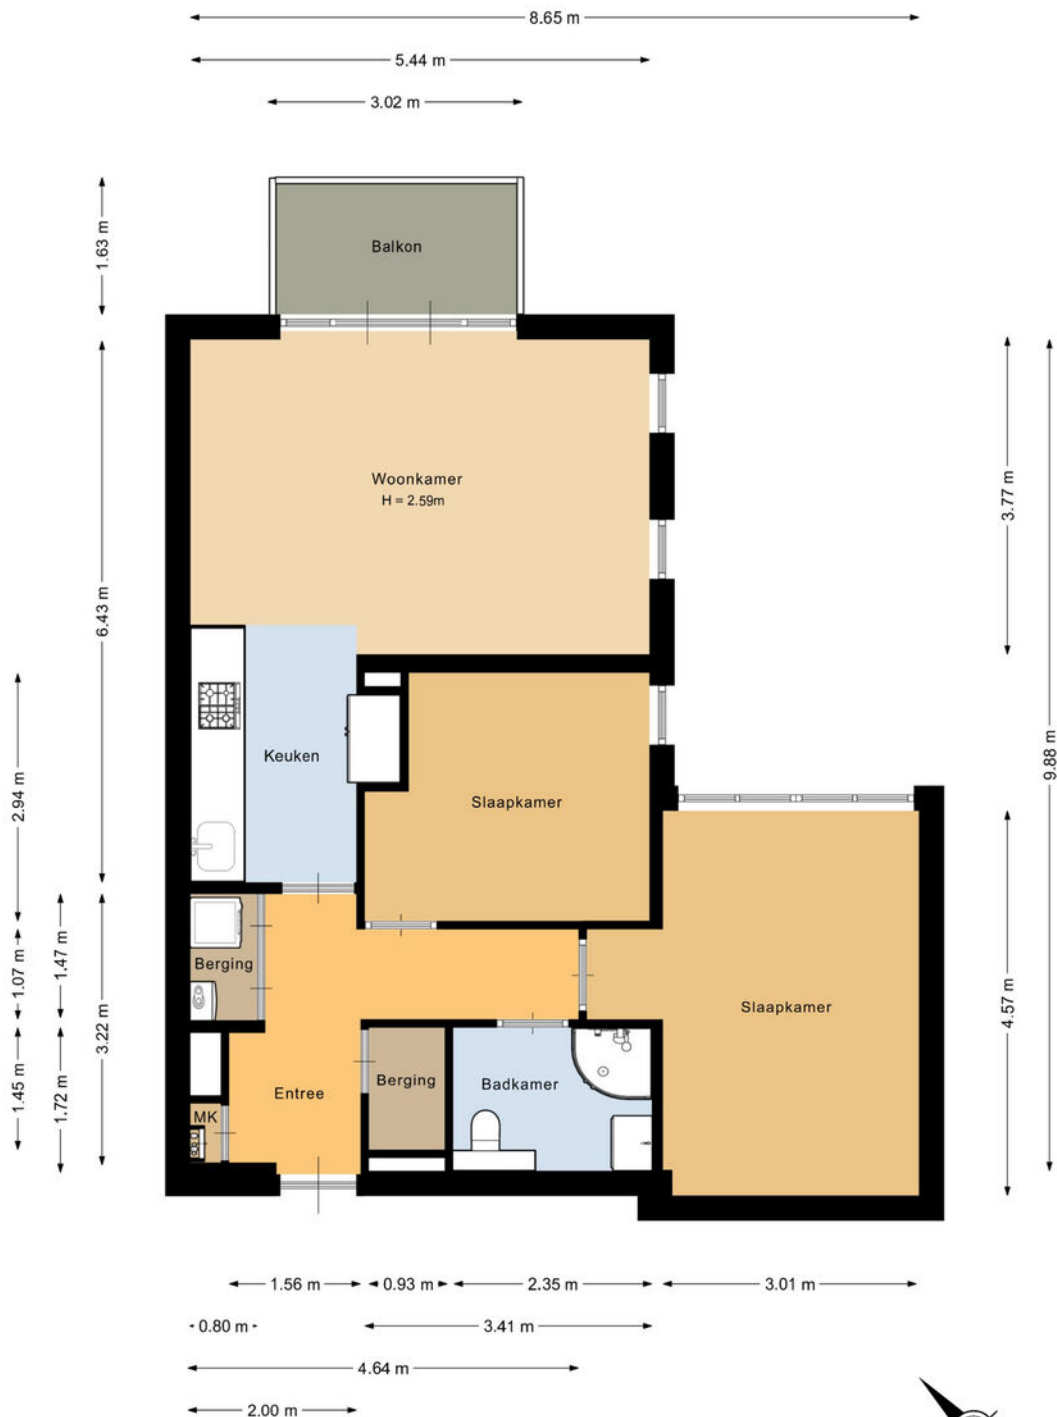 8.65 m
5.44 m
3.02 m
1.63 m
Balkon
Woonkamer
H = 2.59m
6.43 m
3.77 m
9.88 m
Keuken
Slaapkamer
2.94 m
1.07 m
1.47 m
3.22 m
1.45 m
1.72 m
Berging
Slaapkamer
4.57 m
Berging
Badkamer
Entree
MK
1.56 m
0.93 m
2.35 m
3.01 m
0.80 m
3.41 m
4.64 m
2.00 m